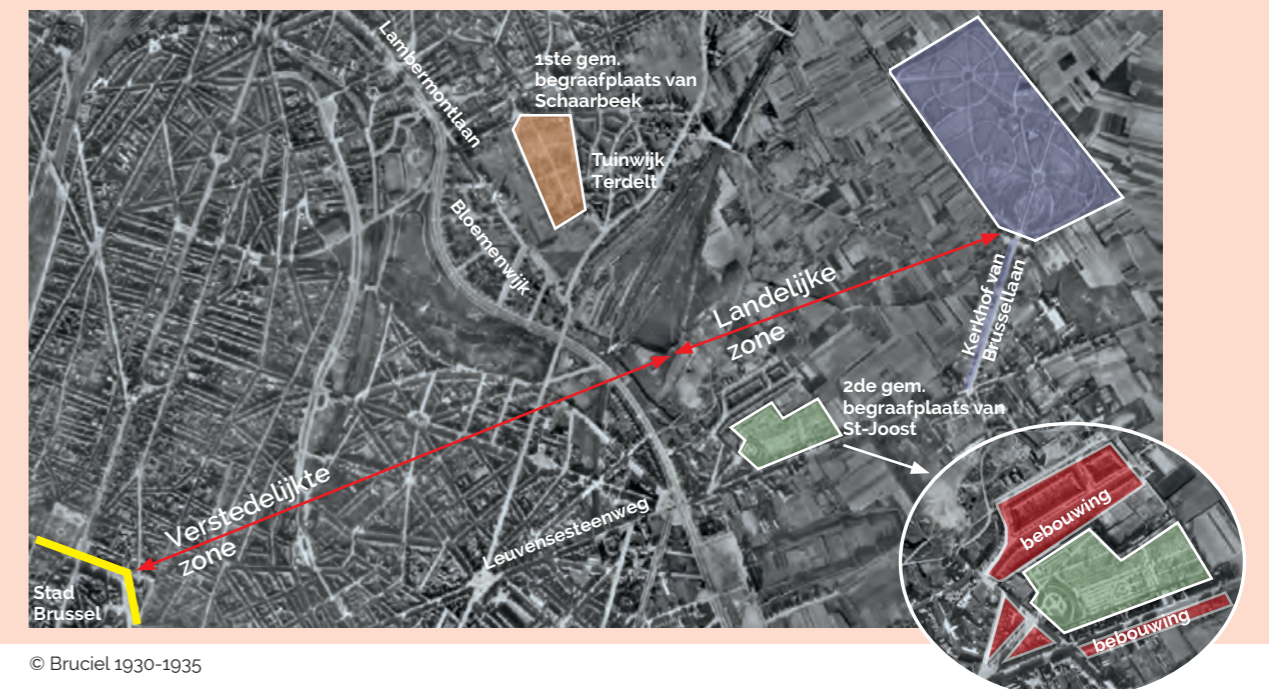 Lambermontlaan
1ste gem.
begraafplaats van
Schaarbeek
Tuinwijk
Terdelt
Bloemenwijk
Landelijke
zone
Kerkhof van
Brussellaan
2de gem.
begraafplaats van
St-Joost
Verstedelijkte
zone
Leuvensesteenweg
Stad
Brussel
bebouwing
bebouwing
© Bruciel 1930-1935